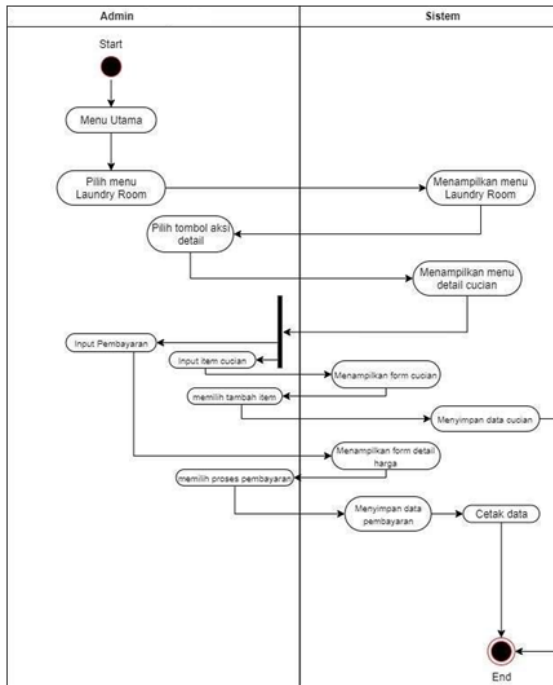 Admin
Sistem
Start
Menu Utama
Pilih menu
Laundry Room
Menampilkan menu
Laundry Room
Pilih tombol aksi
detail
Menampilkan menu
detail cucian
Input Pembayaran
Input item cucian
Menampilkan form cucian
memilih tambah item
Menyimpan data cucian
Menampilkan form detail
harga
memilih proses pembayaran
Menyimpan data
pembayaran
Cetak data
End